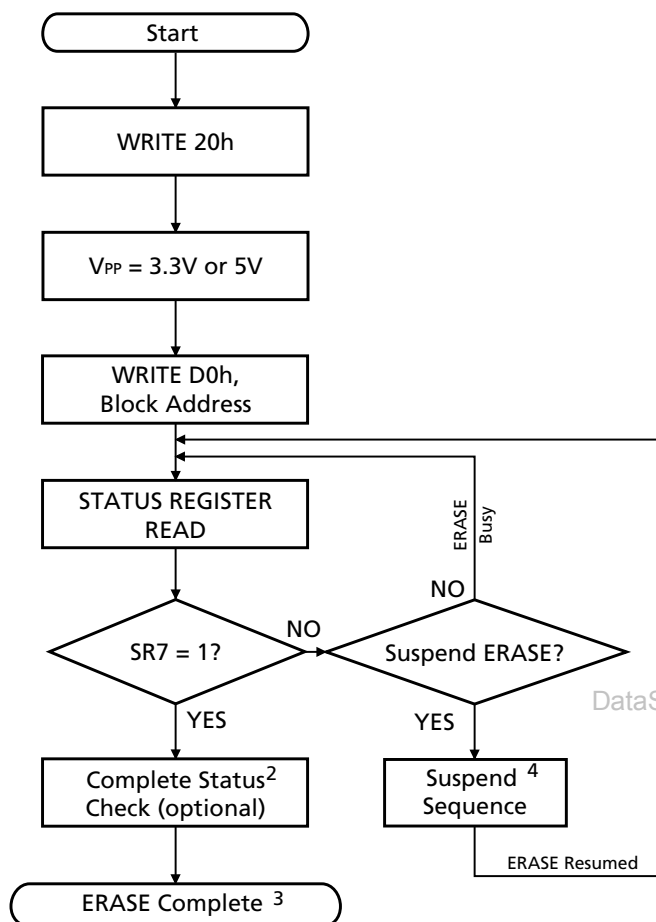 Start
WRITE 20h
VPP = 3.3V or 5V
WRITE D0h,
Block Address
STATUS REGISTER
READ
ERASE
Busy
NO
SR7 = 1?
NO
Suspend ERASE?
YES
YES
DataS
Complete Status2
Check (optional)
Suspend 4
Sequence
ERASE Resumed
ERASE Complete 3